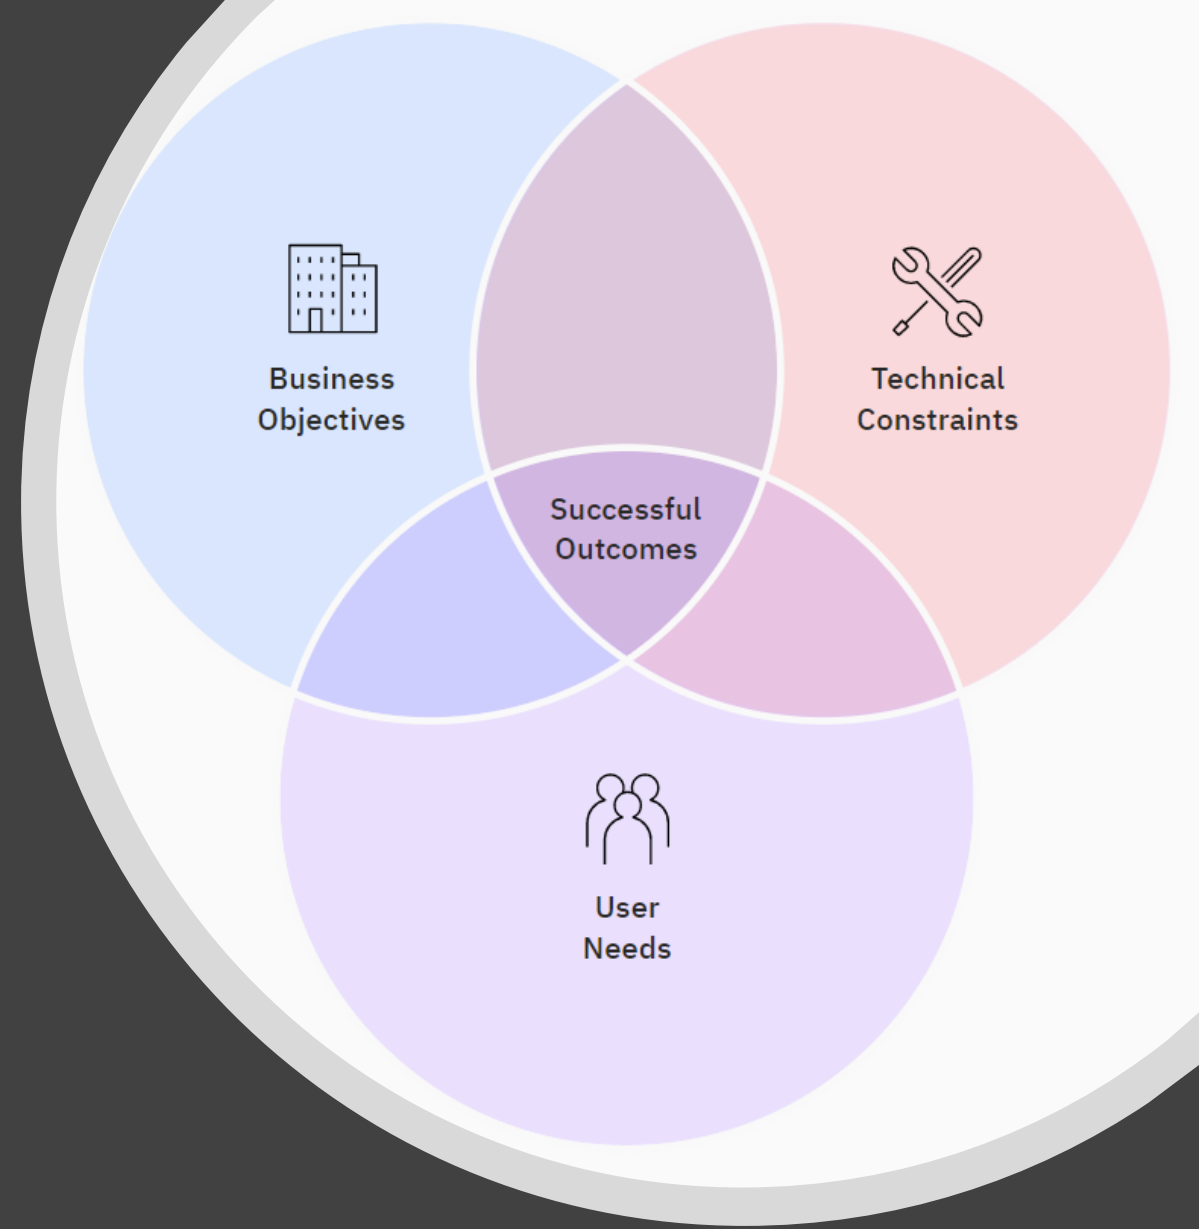 Business
Objectives
Technical
Constraints
Successful
Outcomes
User
Needs